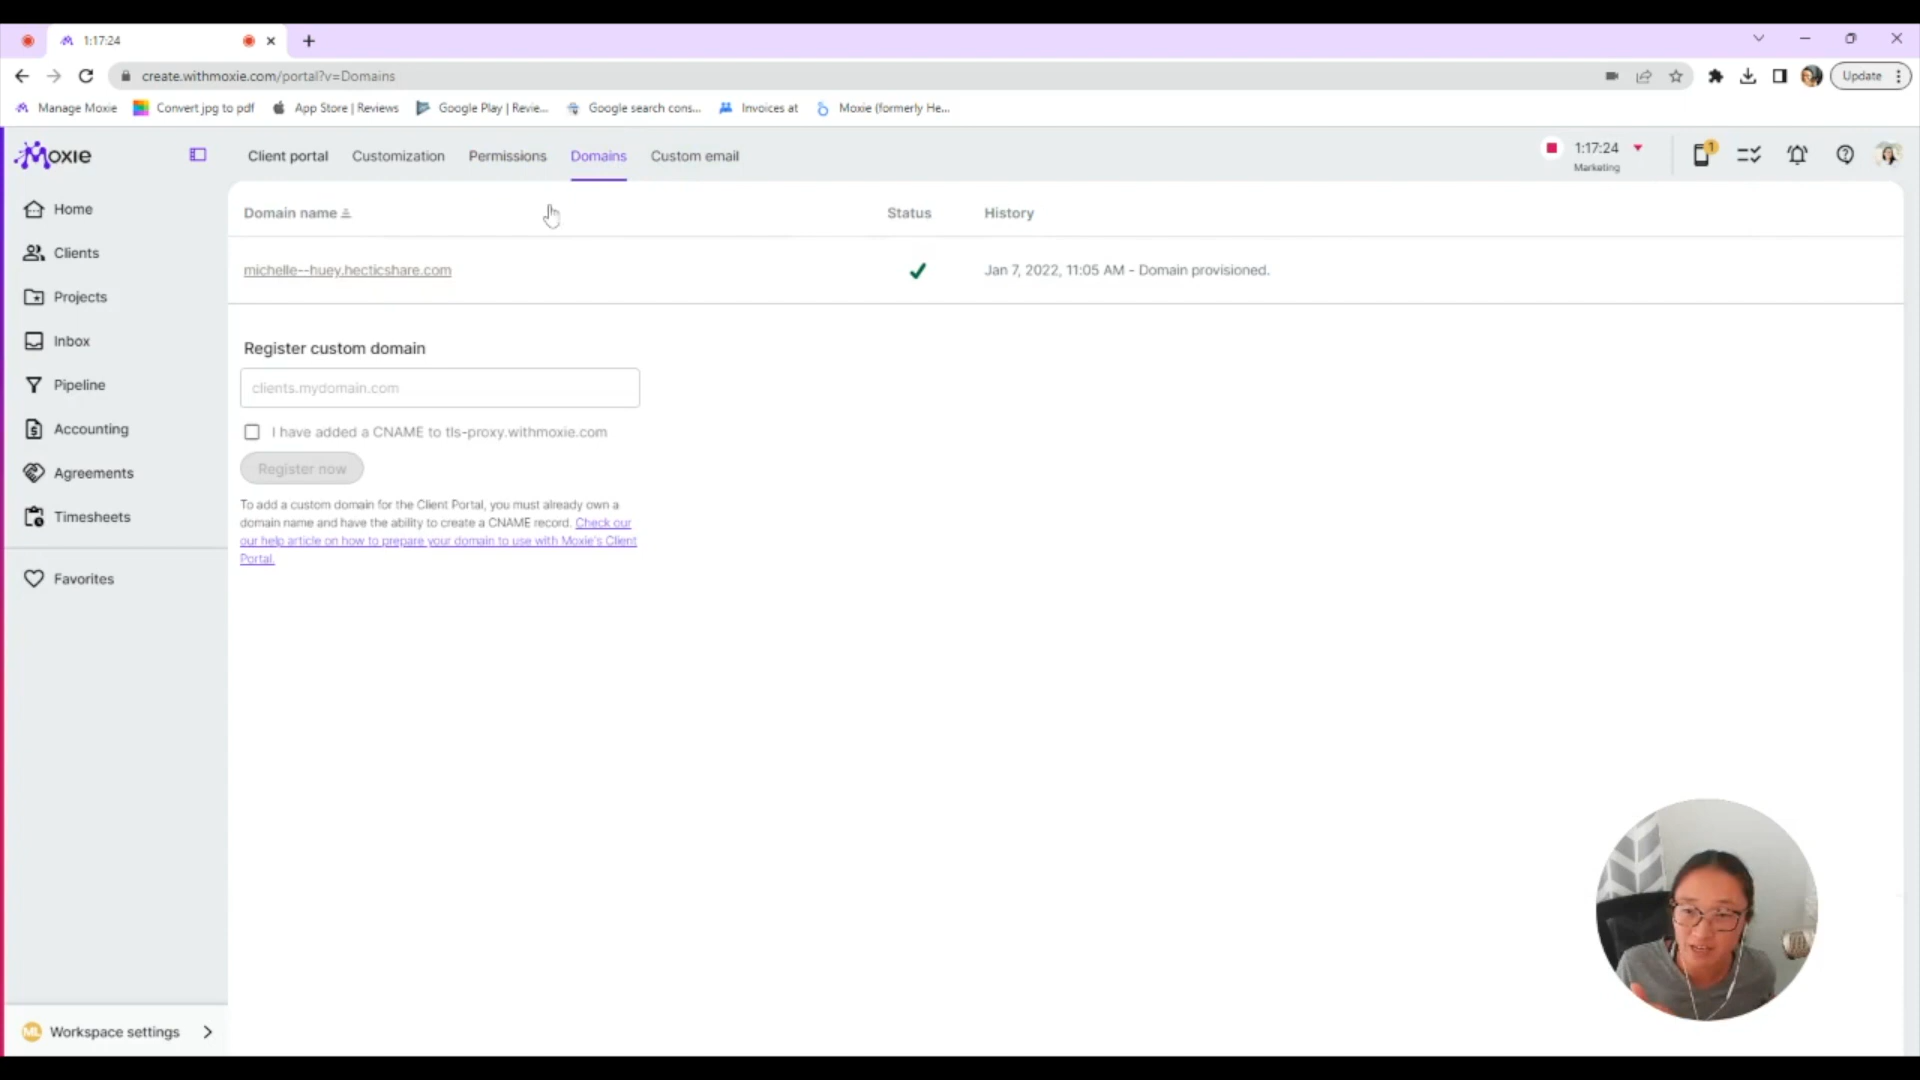 1:17:24
create.withmoxie.com/portal?v=Domains
Update
Manage Moxie
Convert jpg to pdf
App Store | Reviews
Google Play | Revie...
Google search cons...
Invoices at
Moxie (formerly He...
Moxie
Client portal
Customization
Permissions
Domains
Custom email
1:17:24
Marketing
1
Home
Clients
Projects
Inbox
Pipeline
Accounting
Agreements
Timesheets
Favorites
ML Workspace settings
Domain name
Status
History
michelle--huey.hecticshare.com
Jan 7, 2022, 11:05 AM - Domain provisioned.
Register custom domain
clients.mydomain.com
I have added a CNAME to tls-proxy.withmoxie.com
Register now
To add a custom domain for the Client Portal, you must already own a
domain name and have the ability to create a CNAME record. Check our
our help article on how to prepare your domain to use with Moxie's Client
Portal.